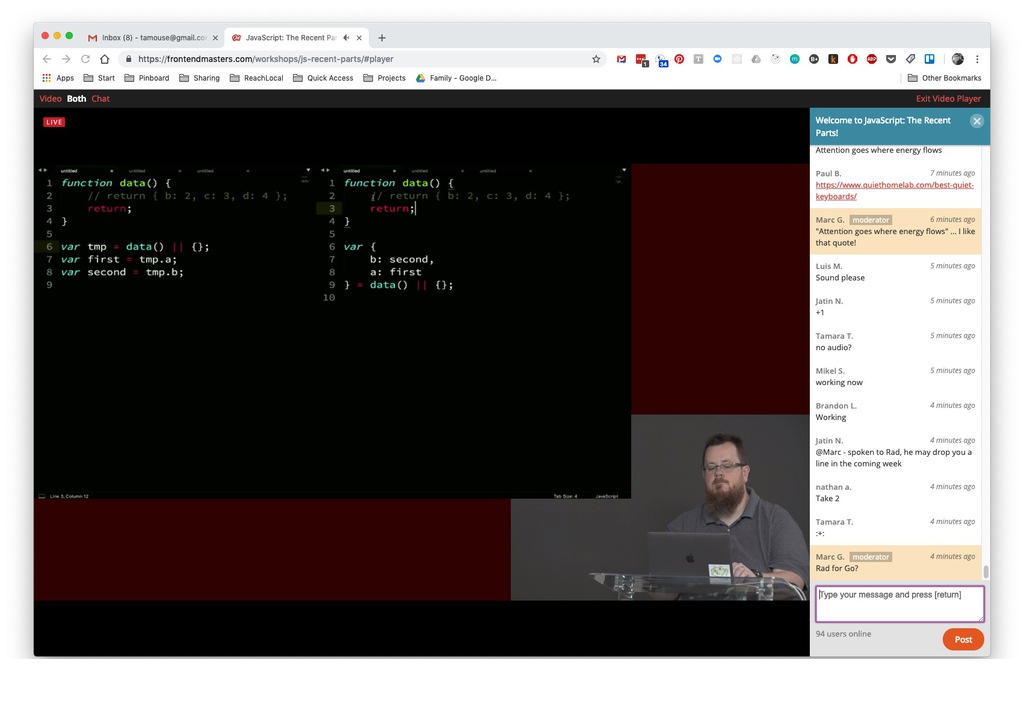 Inbox (8) - tamouse@gmail.co
JavaScript: The Recent Pa
https://frontendmasters.com/workshops/js-recent-parts/#player
Apps
Start
Pinboard
Sharing
ReachLocal
Quick Access
Projects
Family - Google D...
Other Bookmarks
Video Both Chat
Exit Video Player
LIVE
untitled untitled untitled
1 function data() {
2 // return { b: 2, c: 3, d: 4 };
3 return;
4 }
5
6 var tmp = data() || {};
7 var first = tmp.a;
8 var second = tmp.b;
9
untitled untitled untitled
1 function data() {
2 // return { b: 2, c: 3, d: 4 };
3 return;
4 }
5
6 var {
7 b: second,
8 a: first
9 } = data() || {};
10
Line 3, Column 12
Tab Size: 4 JavaScript
Welcome to JavaScript: The Recent
Parts!
Attention goes where energy flows
Paul B. 7 minutes ago
https://www.quiethomelab.com/best-quiet-
keyboards/
Marc G. moderator 6 minutes ago
"Attention goes where energy flows" ... I like
that quote!
Luis M. 5 minutes ago
Sound please
Jatin N. 5 minutes ago
+1
Tamara T. 5 minutes ago
no audio?
Mikel S. 5 minutes ago
working now
Brandon L. 4 minutes ago
Working
Jatin N. 4 minutes ago
@Marc - spoken to Rad, he may drop you a
line in the coming week
nathan a. 4 minutes ago
Take 2
Tamara T. 4 minutes ago
:+:
Marc G. moderator 4 minutes ago
Rad for Go?
Type your message and press [return]
94 users online
Post